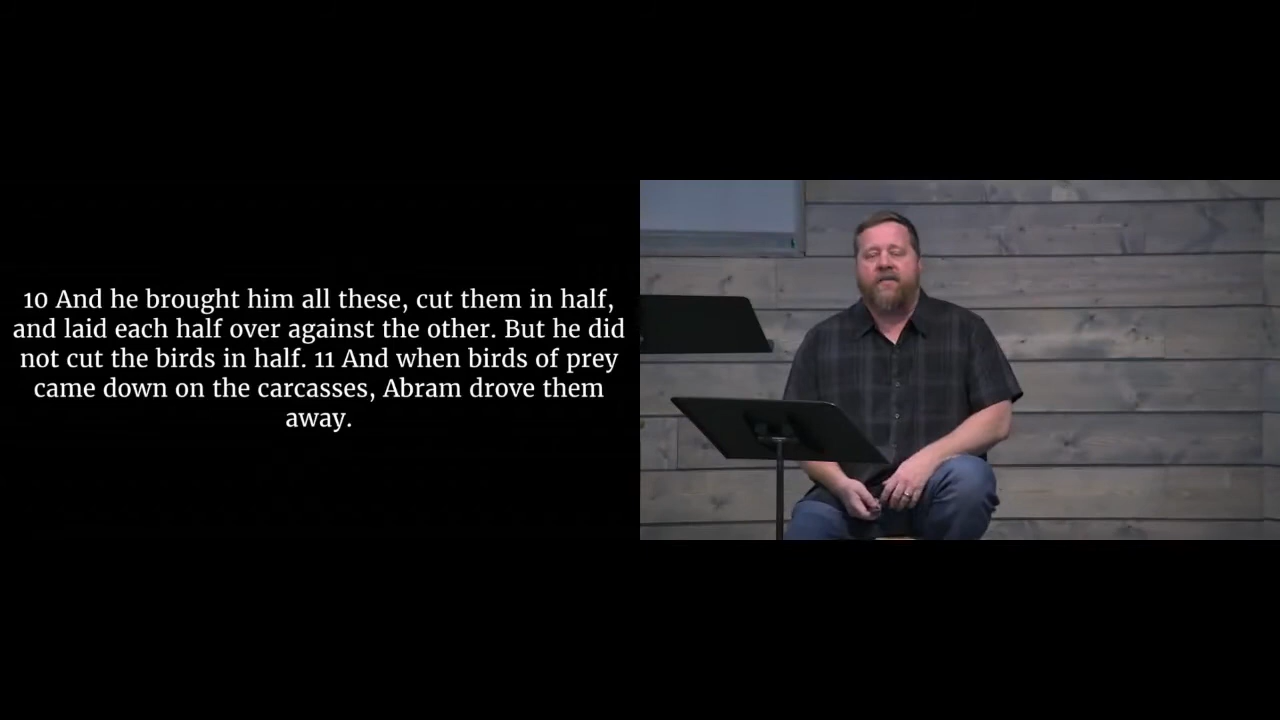 10 And he brought him all these, cut them in half,
and laid each half over against the other. But he did
not cut the birds in half. 11 And when birds of prey
came down on the carcasses, Abram drove them
away.